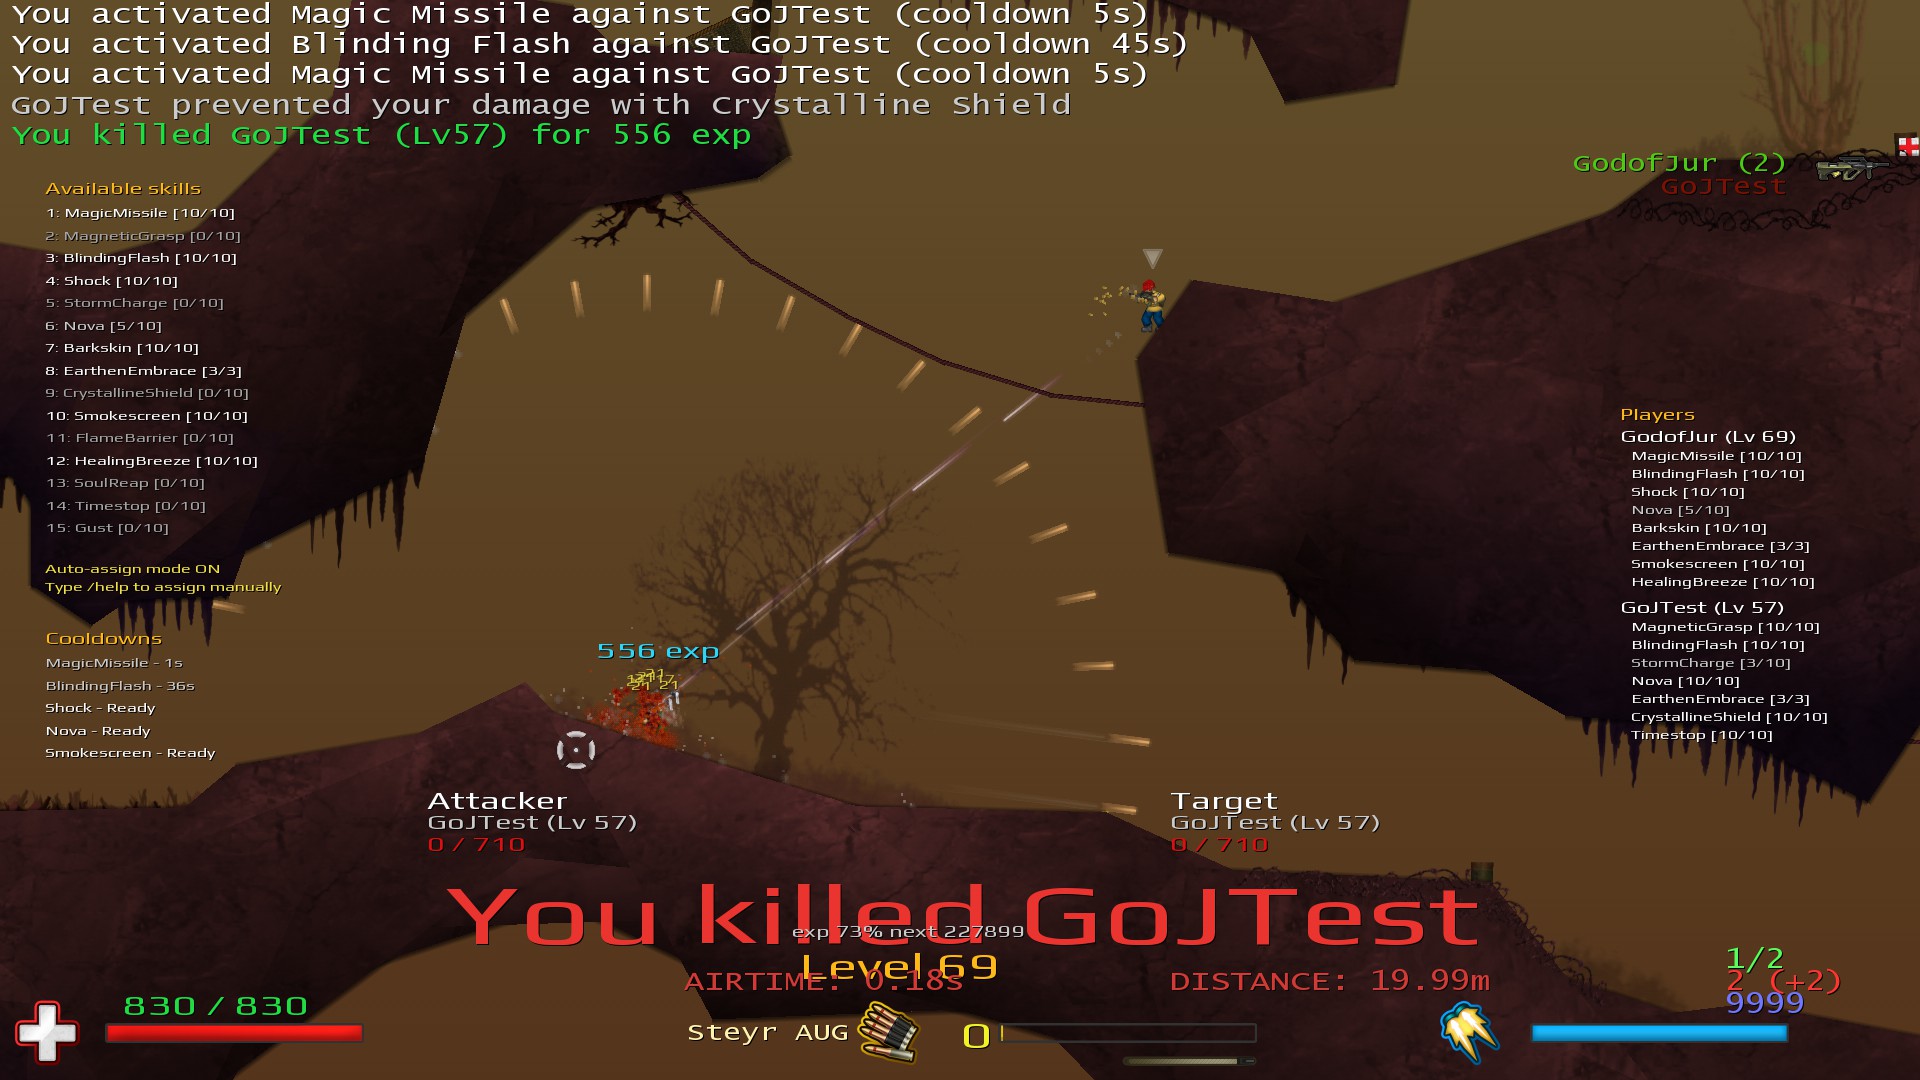 You activated Magic Missile against GoJTest (cooldown 5s)
You activated Blinding Flash against GoJTest (cooldown 45s)
You activated Magic Missile against GoJTest (cooldown 5s)
GoJTest prevented your damage with Crystalline Shield
You killed GoJTest (Lv57) for 556 exp
GodofJur (2)
GoJTest
Available skills
1: MagicMissile [10/10]
2: MagneticGrasp [0/10]
3: BlindingFlash [10/10]
4: Shock [10/10]
5: StormCharge [0/10]
6: Nova [5/10]
7: Barkskin [10/10]
8: EarthenEmbrace [3/3]
9: CrystallineShield [0/10]
10: Smokescreen [10/10]
11: FlameBarrier [0/10]
12: HealingBreeze [10/10]
13: SoulReap [0/10]
14: Timestop [0/10]
15: Gust [0/10]
Auto-assign mode ON
Type /help to assign manually
Cooldowns
MagicMissile - 1s
BlindingFlash - 36s
Shock - Ready
Nova - Ready
Smokescreen - Ready
Players
GodofJur (Lv 69)
MagicMissile [10/10]
BlindingFlash [10/10]
Shock [10/10]
Nova [5/10]
Barkskin [10/10]
EarthenEmbrace [3/3]
Smokescreen [10/10]
HealingBreeze [10/10]
GoJTest (Lv 57)
MagneticGrasp [10/10]
BlindingFlash [10/10]
StormCharge [3/10]
Nova [10/10]
EarthenEmbrace [3/3]
CrystallineShield [10/10]
Timestop [10/10]
556 exp
Attacker
GoJTest (Lv 57)
0 / 710
Target
GoJTest (Lv 57)
0 / 710
You killed GoJTest
exp 73% next 227899
Level 69
AIRTIME: 0.18s
DISTANCE: 19.99m
1/2
2 (+2)
9999
830 / 830
Steyr AUG
0